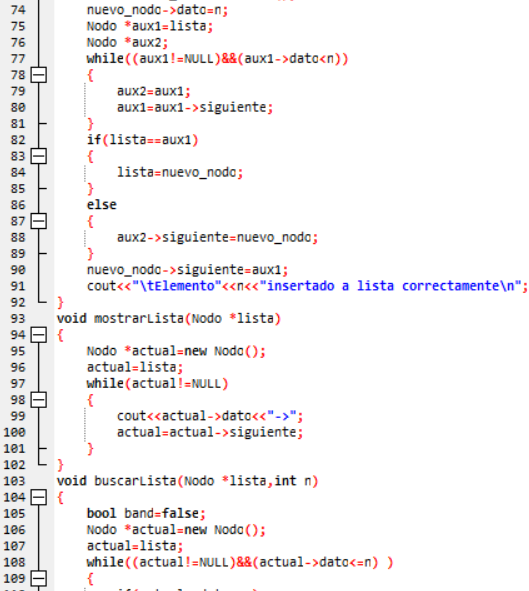 74 nuevo_nodo->dato=n;
75 Nodo *aux1=lista;
76 Nodo *aux2;
77 while((aux1!=NULL)&&(aux1->dato<n))
78 {
79 aux2=aux1;
80 aux1=aux1->siguiente;
81 }
82 if(lista==aux1)
83 {
84 lista=nuevo_nodo;
85 }
86 else
87 {
88 aux2->siguiente=nuevo_nodo;
89 }
90 nuevo_nodo->siguiente=aux1;
91 cout<<"\tElemento"<<n<<"insertado a lista correctamente\n";
92 }
93 void mostrarLista(Nodo *lista)
94 {
95 Nodo *actual=new Nodo();
96 actual=lista;
97 while(actual!=NULL)
98 {
99 cout<<actual->dato<<"->";
100 actual=actual->siguiente;
101 }
102 }
103 void buscarLista(Nodo *lista,int n)
104 {
105 bool band=false;
106 Nodo *actual=new Nodo();
107 actual=lista;
108 while((actual!=NULL)&&(actual->dato<=n) )
109 {